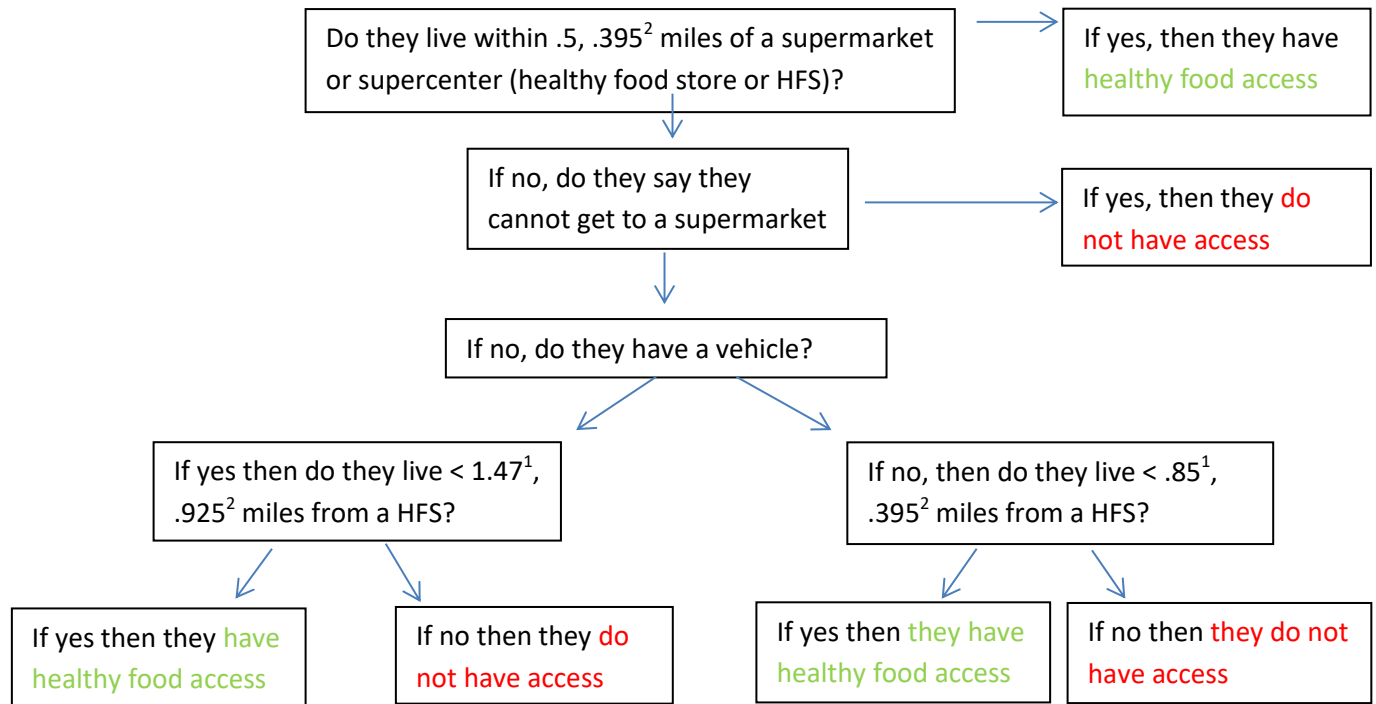 Do they live within .5, .395² miles of a supermarket
or supercenter (healthy food store or HFS)?
If yes, then they have
healthy food access
If no, do they say they
cannot get to a supermarket
If yes, then they do
not have access
If no, do they have a vehicle?
If yes then do they live < 1.47¹,
.925² miles from a HFS?
If no, then do they live < .85¹,
.395² miles from a HFS?
If yes then they have
healthy food access
If no then they do
not have access
If yes then they have
healthy food access
If no then they do not
have access